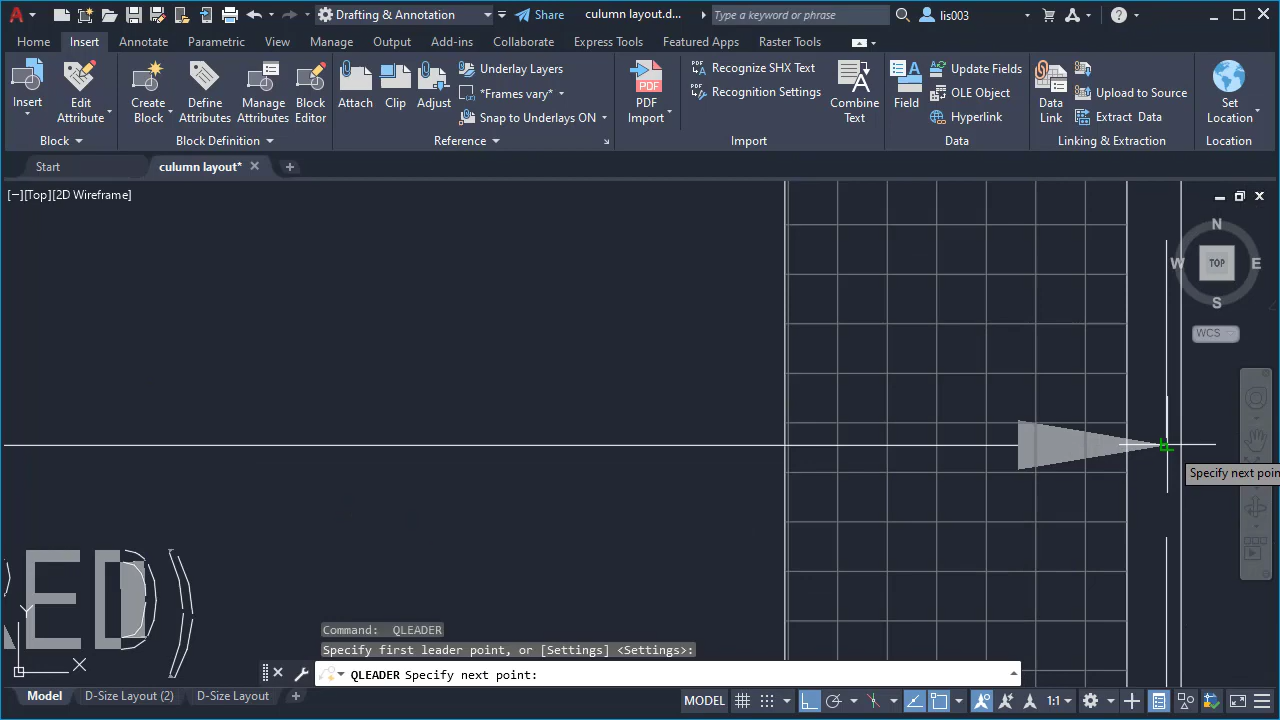 Drafting & Annotation
Share
culumn layout.d...
Type a keyword or phrase
lis003
Home Insert Annotate Parametric View Manage Output Add-ins Collaborate Express Tools Featured Apps Raster Tools
Insert
Edit Attribute
Create Block
Define Attributes
Manage Attributes
Block Editor
Attach
Clip
Adjust
Underlay Layers
*Frames vary*
Snap to Underlays ON
PDF
PDF Import
Recognize SHX Text
Recognition Settings
Combine Text
Field
Update Fields
OLE Object
Hyperlink
Data Link
Upload to Source
Extract Data
Set Location
Block
Block Definition
Reference
Import
Data
Linking & Extraction
Location
Start
culumn layout*
[−][Top][2D Wireframe]
N
W
TOP
E
S
WCS
Specify next poin
ED)
Y
X
Command: QLEADER
Specify first leader point, or [Settings] <Settings>:
QLEADER Specify next point:
Model
D-Size Layout (2)
D-Size Layout
MODEL
1:1